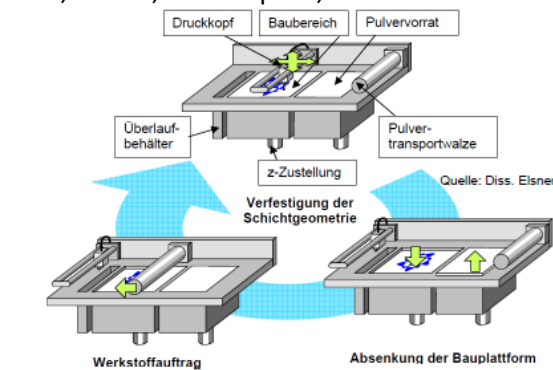 Druckkopf
Baubereich
Pulvervorrat
Überlauf-
behälter
Pulver-
transportwalze
z-Zustellung
Quelle: Diss. Elsner
Verfestigung der
Schichtgeometrie
Werkstoffauftrag
Absenkung der Bauplattform